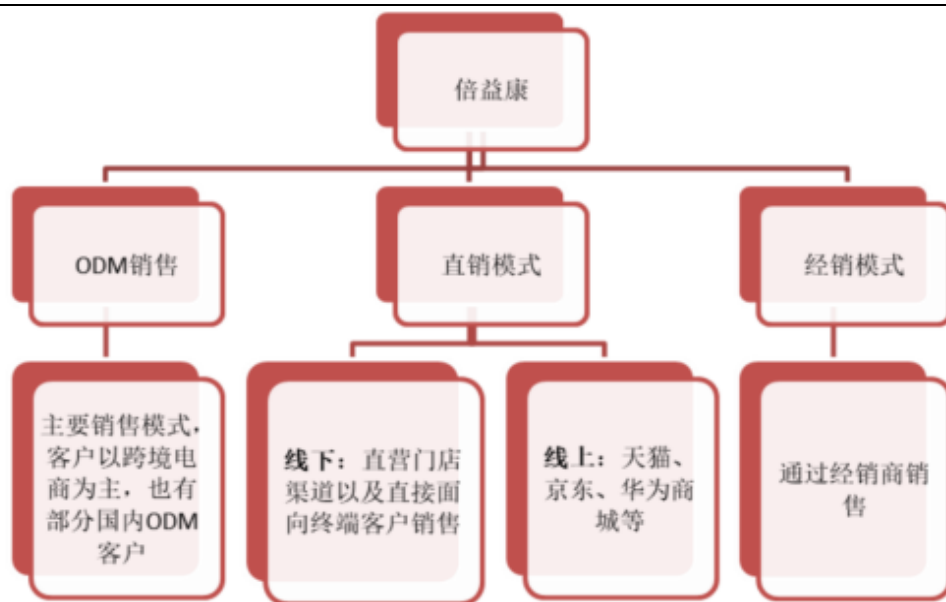 倍益康
ODM销售
直销模式
经销模式
主要销售模式，
客户以跨境电
商为主，也有
部分国内ODM
客户
线下：直营门店
渠道以及直接面
向终端客户销售
线上：天猫、
京东、华为商
城等
通过经销商销
售